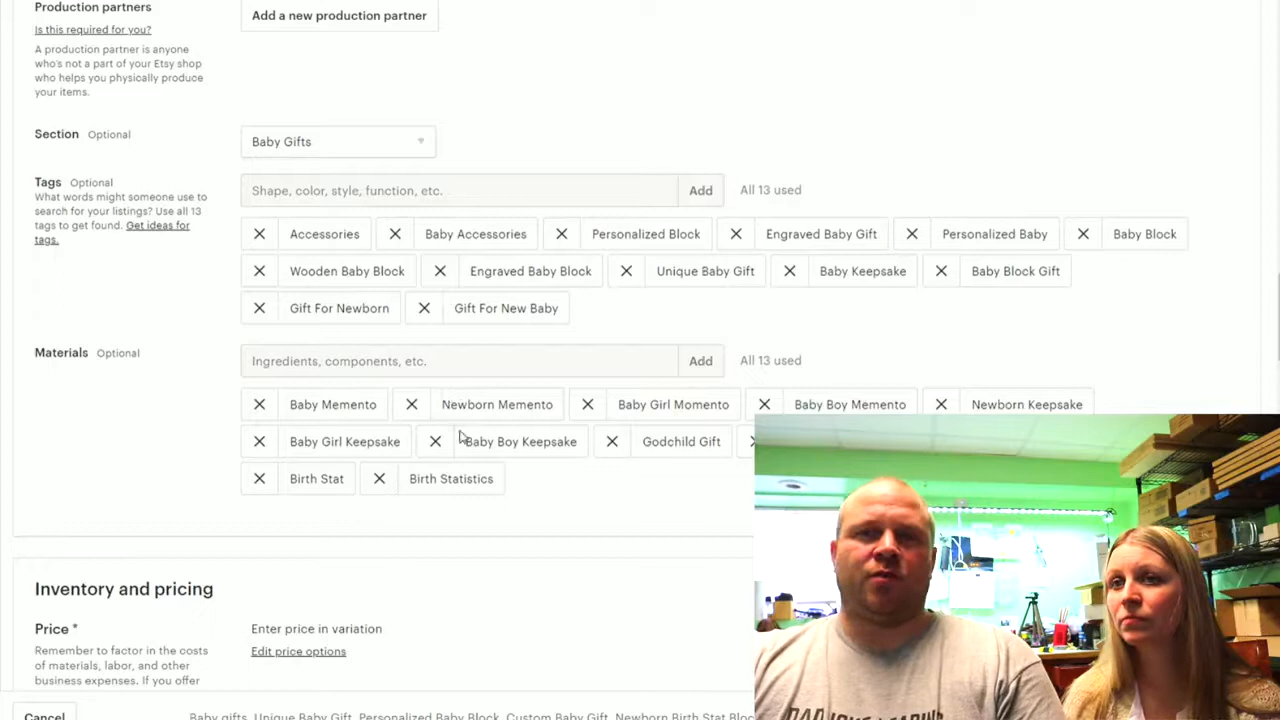 Production partners
Add a new production partner
Is this required for you?
A production partner is anyone
who's not a part of your Etsy shop
who helps you physically produce
your items.
Section Optional
Baby Gifts
Tags Optional
What words might someone use to
search for your listings? Use all 13
tags to get found. Get ideas for
tags.
Shape, color, style, function, etc.
Add
All 13 used
Accessories
Baby Accessories
Personalized Block
Engraved Baby Gift
Personalized Baby
Baby Block
Wooden Baby Block
Engraved Baby Block
Unique Baby Gift
Baby Keepsake
Baby Block Gift
Gift For Newborn
Gift For New Baby
Materials Optional
Ingredients, components, etc.
Add
All 13 used
Baby Memento
Newborn Memento
Baby Girl Momento
Baby Boy Memento
Newborn Keepsake
Baby Girl Keepsake
Baby Boy Keepsake
Godchild Gift
Birth Stat
Birth Statistics
Inventory and pricing
Price *
Remember to factor in the costs
of materials, labor, and other
business expenses. If you offer
Enter price in variation
Edit price options
Cancel
Baby gifts, Unique Baby Gift, Personalized Baby Block, Custom Baby Gift, Newborn Birth Stat Bloc